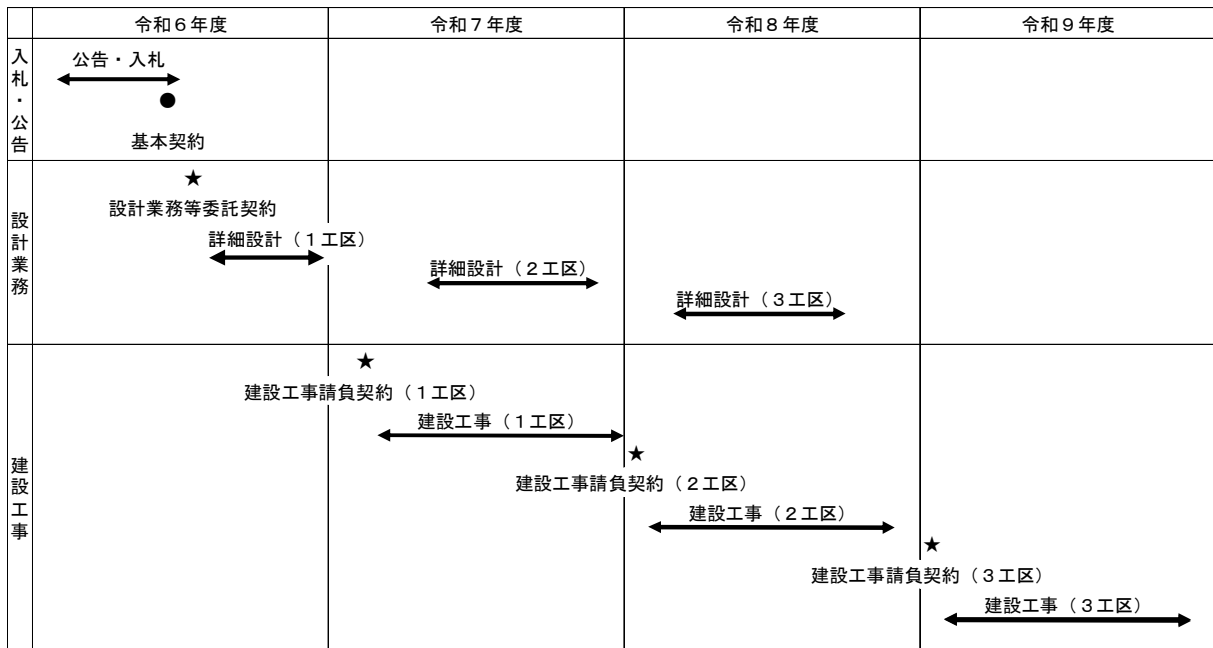 令和６年度
令和７年度
令和８年度
令和９年度
入札・公告
公告・入札
●
基本契約
設計業務
★
設計業務等委託契約
詳細設計（１工区）
詳細設計（２工区）
詳細設計（３工区）
建設工事
★
建設工事請負契約（１工区）
建設工事（１工区）
★
建設工事請負契約（２工区）
建設工事（２工区）
★
建設工事請負契約（３工区）
建設工事（３工区）